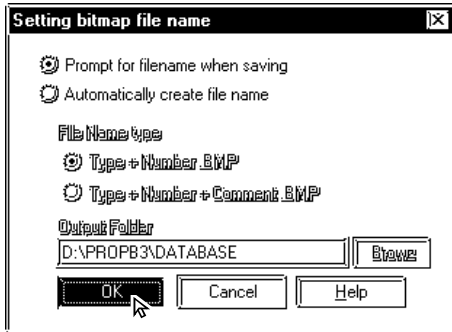 Setting bitmap file name
Prompt for filename when saving
Automatically create file name
File Name type
Type + Number .BMP
Type + Number + Comment .BMP
Output Folder
D:\PROPB3\DATABASE
Browse
OK Cancel Help